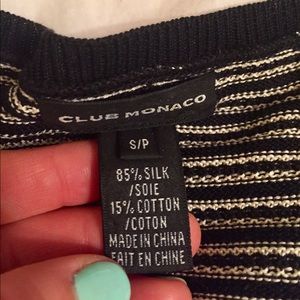 CLUB MONACO
S/P
85% SILK
/SOIE
15% COTTON
/COTON
MADE IN CHINA
FAIT EN CHINE